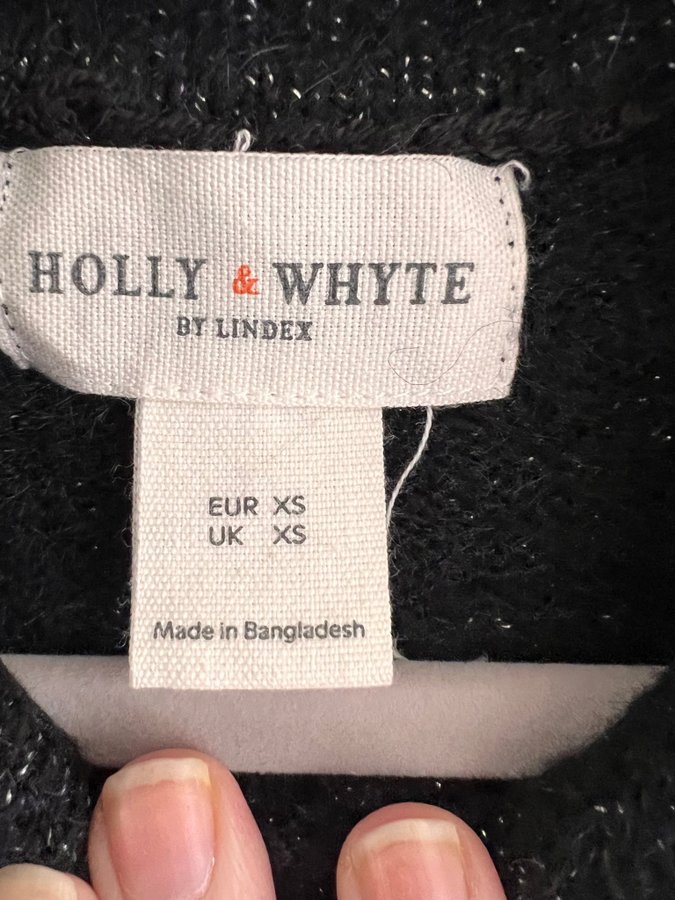 HOLLY & WHYTE
BY LINDEX
EUR XS
UK XS
Made in Bangladesh